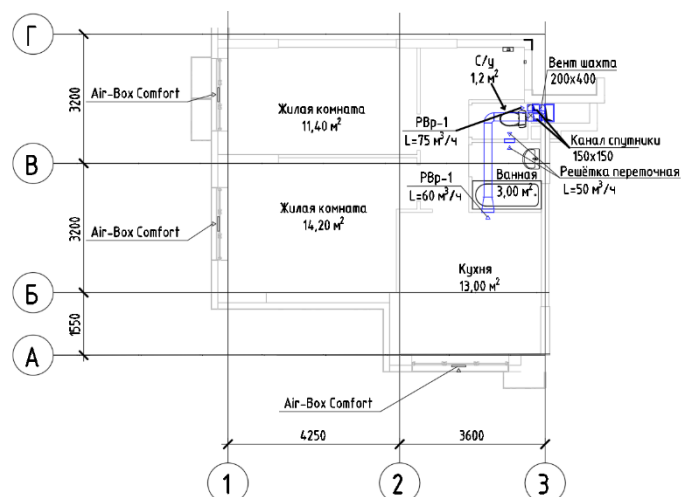 Г
С/у
1,2 м²
Вент шахта
200х400
3200
Air-Box Comfort
Жилая комната
11,40 м²
РВр-1
L=75 м³/ч
Канал спутники
150х150
В
Решётка переточная
L=50 м³/ч
РВр-1
L=60 м³/ч
Ванная
3,00 м².
3200
Air-Box Comfort
Жилая комната
14,20 м²
Кухня
13,00 м²
Б
1550
А
Air-Box Comfort
4250
3600
1
2
3